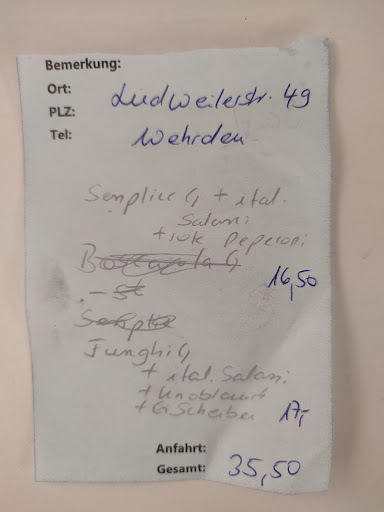 Bemerkung:
Ort: Ludweilerstr. 49
PLZ:
Tel: Wehrden
Semplice G + ital.
Salami
+ 10k Peperoni
16,50
Funghi G
+ ital. Salami
+ Knoblauch
+ G. Scheiben 17,-
Anfahrt:
Gesamt: 35,50